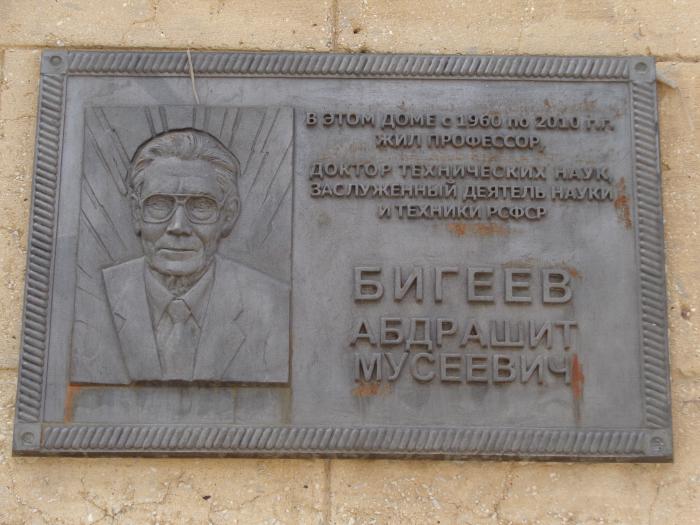 В ЭТОМ ДОМЕ с 1960 по 2010 г.г.
ЖИЛ ПРОФЕССОР,
ДОКТОР ТЕХНИЧЕСКИХ НАУК,
ЗАСЛУЖЕННЫЙ ДЕЯТЕЛЬ НАУКИ
И ТЕХНИКИ РСФСР
БИГЕЕВ
АБДРАШИТ
МУСЕЕВИЧ